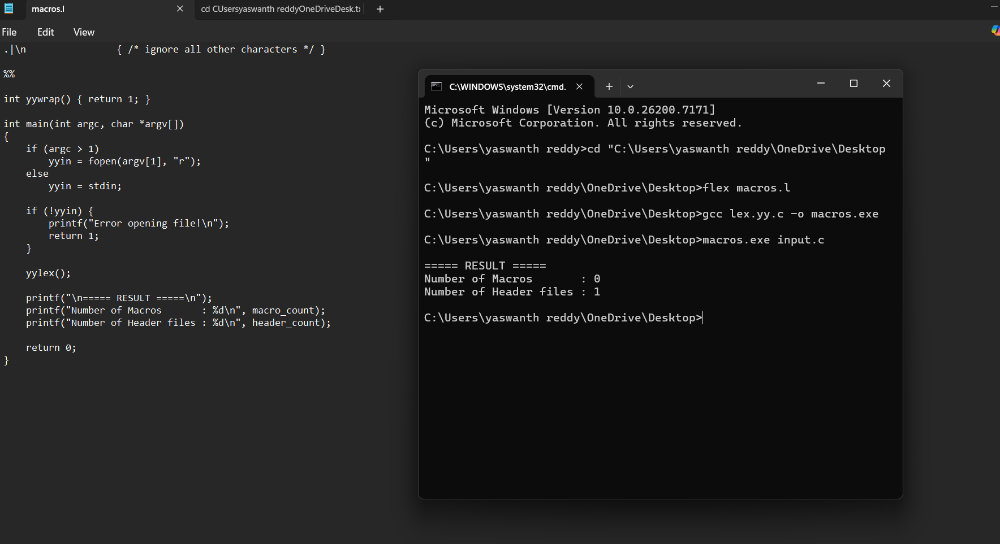 macros.l
cd CUsersyaswanth reddyOneDriveDesk.tx
File Edit View
.|\n                { /* ignore all other characters */ }
%%
int yywrap() { return 1; }
int main(int argc, char *argv[])
{
    if (argc > 1)
        yyin = fopen(argv[1], "r");
    else
        yyin = stdin;
    if (!yyin) {
        printf("Error opening file!\n");
        return 1;
    }
    yylex();
    printf("\n===== RESULT =====\n");
    printf("Number of Macros       : %d\n", macro_count);
    printf("Number of Header files : %d\n", header_count);
    return 0;
}
C:\WINDOWS\system32\cmd.
Microsoft Windows [Version 10.0.26200.7171]
(c) Microsoft Corporation. All rights reserved.
C:\Users\yaswanth reddy>cd "C:\Users\yaswanth reddy\OneDrive\Desktop
"
C:\Users\yaswanth reddy\OneDrive\Desktop>flex macros.l
C:\Users\yaswanth reddy\OneDrive\Desktop>gcc lex.yy.c -o macros.exe
C:\Users\yaswanth reddy\OneDrive\Desktop>macros.exe input.c
===== RESULT =====
Number of Macros       : 0
Number of Header files : 1
C:\Users\yaswanth reddy\OneDrive\Desktop>